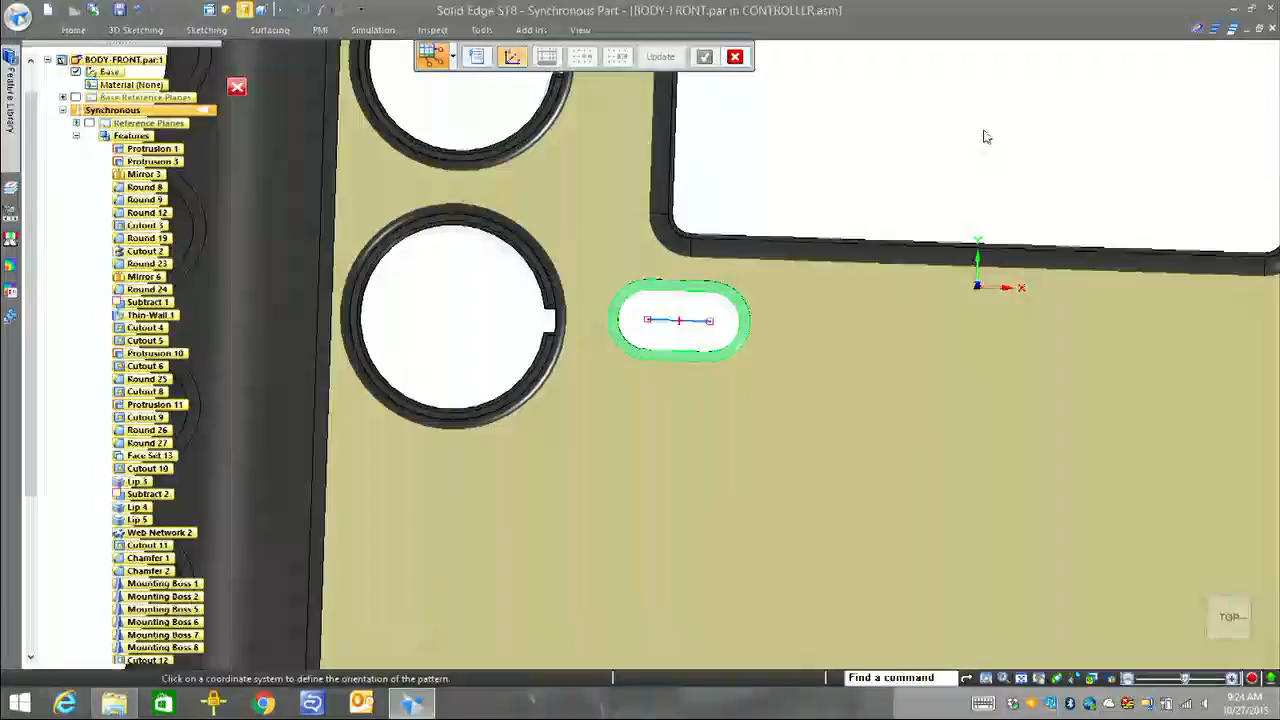 Solid Edge ST8 - Synchronous Part - [BODY-FRONT.par in CONTROLLER.asm]
Home 3D Sketching Sketching Surfacing PMI Simulation Inspect Tools Add Ins View
Update
Feature Library
BODY-FRONT.par:1
Base
Material (None)
Base Reference Planes
Synchronous
Reference Planes
Features
Protrusion 1
Protrusion 3
Mirror 3
Round 8
Round 9
Round 12
Cutout 3
Round 19
Cutout 2
Round 23
Mirror 6
Round 24
Subtract 1
Thin-Wall 1
Cutout 4
Cutout 5
Protrusion 10
Cutout 6
Round 25
Cutout 8
Protrusion 11
Cutout 9
Round 26
Round 27
Face Set 13
Cutout 10
Lip 3
Subtract 2
Lip 4
Lip 5
Web Network 2
Cutout 11
Chamfer 1
Chamfer 2
Mounting Boss 1
Mounting Boss 2
Mounting Boss 5
Mounting Boss 6
Mounting Boss 7
Mounting Boss 8
Cutout 12
Y
X
TOP
Click on a coordinate system to define the orientation of the pattern.
Find a command
9:24 AM
10/27/2015